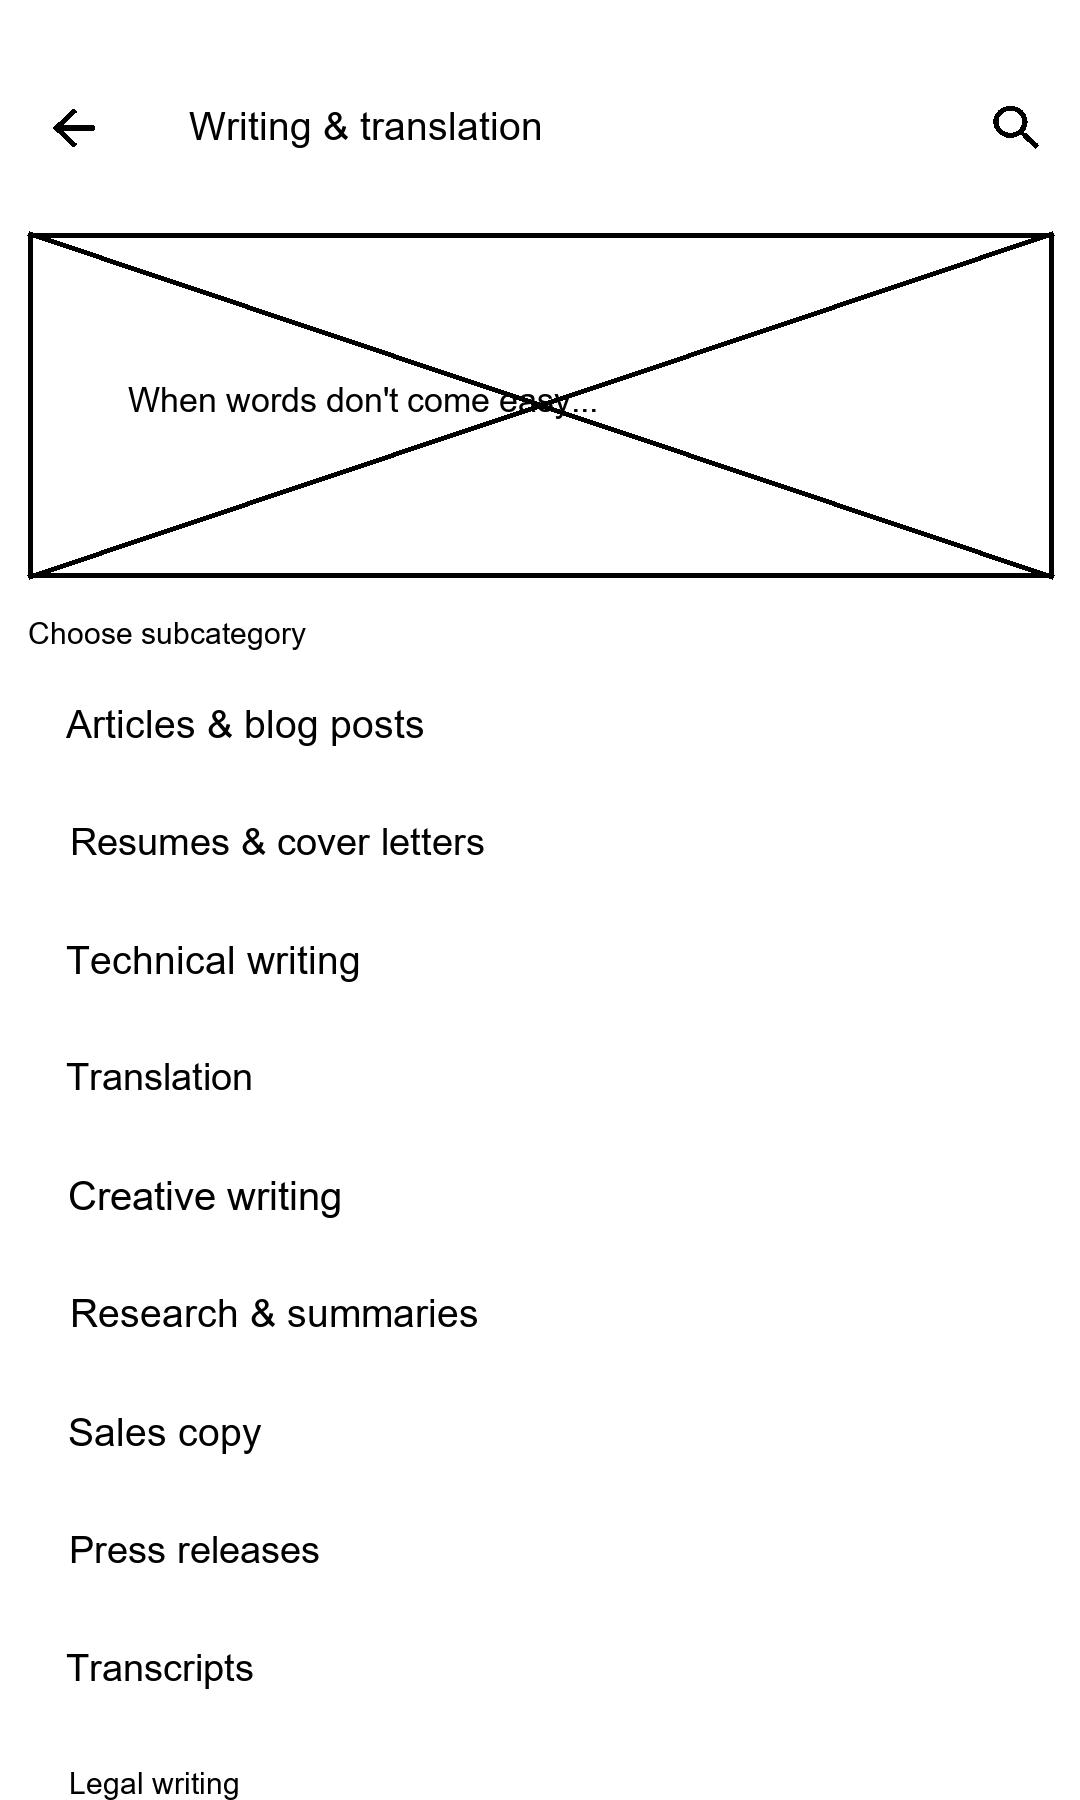 Writing & translation
When words don't come easy...
Choose subcategory
Articles & blog posts
Resumes & cover letters
Technical writing
Translation
Creative writing
Research & summaries
Sales copy
Press releases
Transcripts
Legal writing